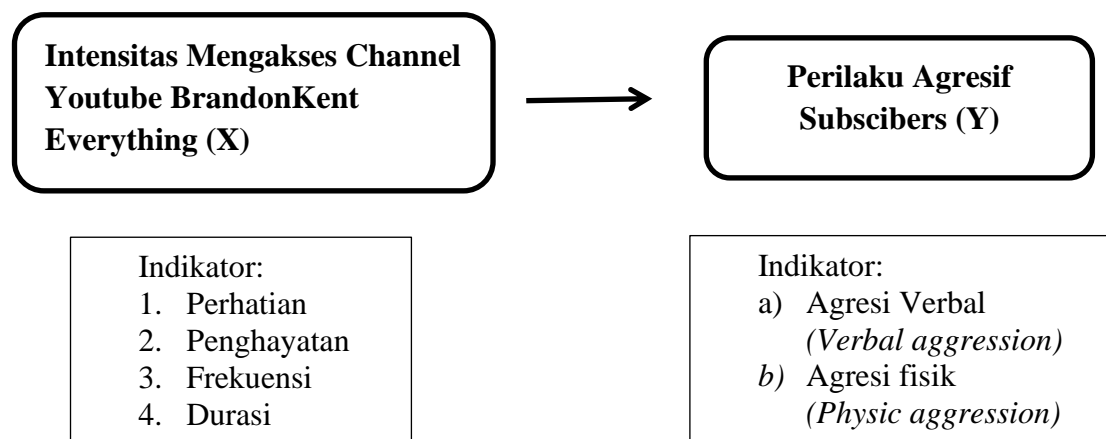 Intensitas Mengakses Channel
Youtube BrandonKent
Everything (X)
Perilaku Agresif
Subscibers (Y)
Indikator:
1. Perhatian
2. Penghayatan
3. Frekuensi
4. Durasi
Indikator:
a) Agresi Verbal
(Verbal aggression)
b) Agresi fisik
(Physic aggression)